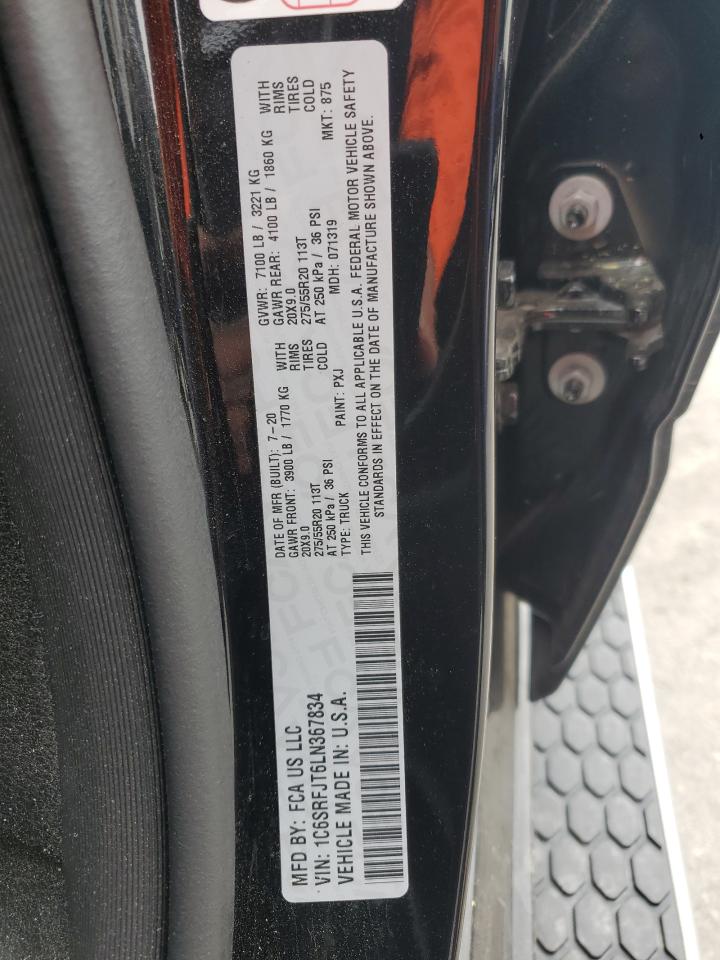 MFD BY: FCA US LLC
VIN: 1C6SRFJT6LN367834
VEHICLE MADE IN: U.S.A.
DATE OF MFR (BUILT): 7-20 GVWR: 7100 LB / 3221 KG
GAWR FRONT: 3900 LB / 1770 KG WITH GAWR REAR: 4100 LB / 1860 KG WITH
20X9.0 RIMS 20X9.0 RIMS
275/55R20 113T TIRES 275/55R20 113T TIRES
AT 250 kPa / 36 PSI COLD AT 250 kPa / 36 PSI COLD
TYPE: TRUCK PAINT: PXJ MDH: 071319 MKT: 875
THIS VEHICLE CONFORMS TO ALL APPLICABLE U.S.A. FEDERAL MOTOR VEHICLE SAFETY
STANDARDS IN EFFECT ON THE DATE OF MANUFACTURE SHOWN ABOVE.